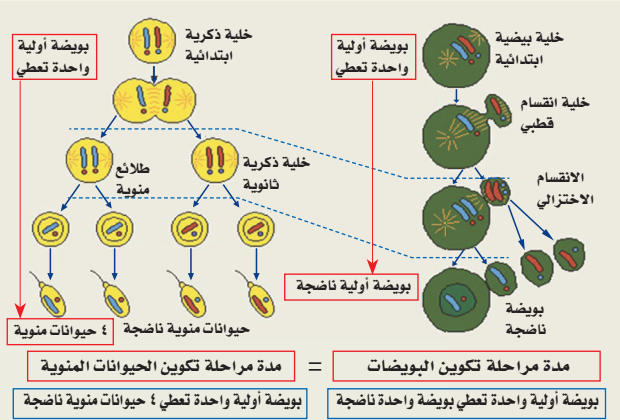 خلية بيضية
ابتدائية
بويضة أولية
واحدة تعطي
خلية ذكرية
ابتدائية
بويضة أولية
واحدة تعطي
خلية انقسام
قطبي
الانقسام
الاختزالي
خلية ذكرية
ثانوية
طلائع
منوية
بويضة أولية ناضجة
بويضة
ناضجة
حيوانات منوية ناضجة
٤ حيوانات منوية
مدة مراحلة تكوين البويضات
=
مدة مراحلة تكوين الحيوانات المنوية
بويضة أولية واحدة تعطي بويضة واحدة ناضجة
بويضة أولية واحدة تعطي ٤ حيوانات منوية ناضجة